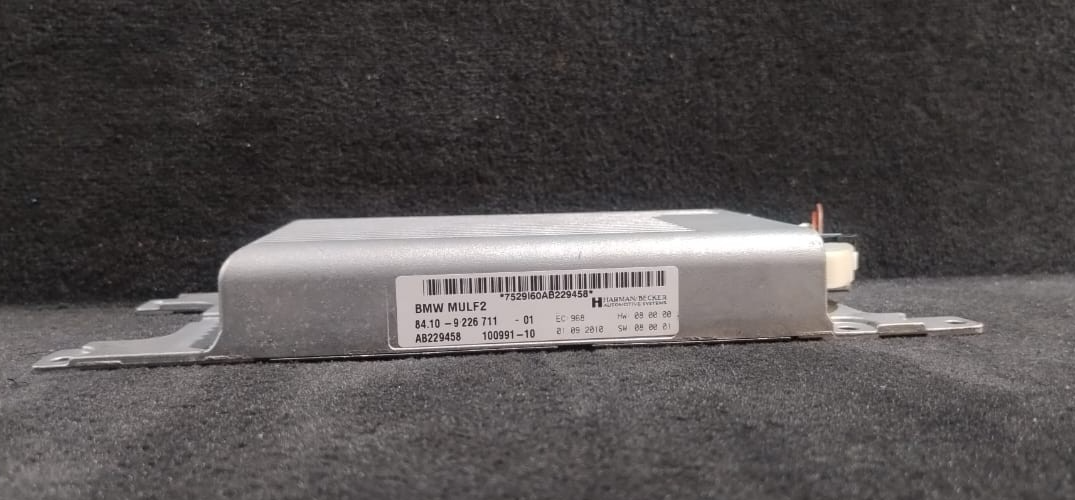 *7529I60AB229458*
BMW MULF2
HARMAN/BECKER
AUTOMOTIVE SYSTEMS
84.10 - 9 226 711 - 01 EC 968 HW 08 00 00
AB229458 100991-10 01 09 2010 SW 08 00 01